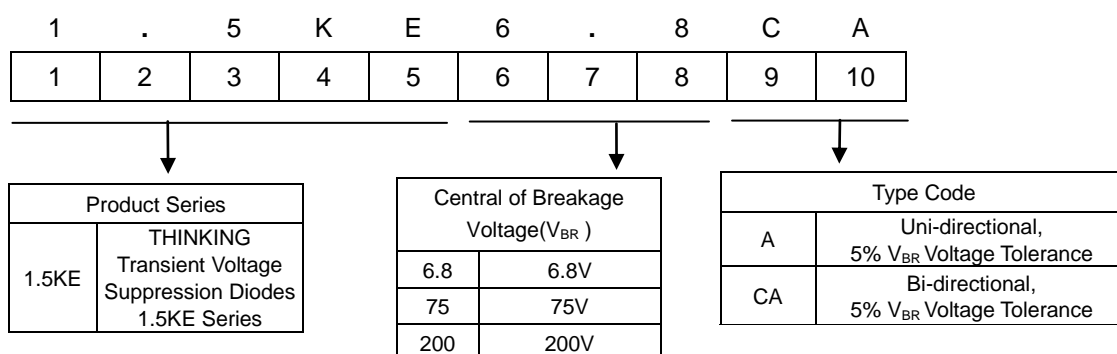 1 . 5 K E 6 . 8 C A
1 2 3 4 5 6 7 8 9 10
Product Series
1.5KE
THINKING
Transient Voltage
Suppression Diodes
1.5KE Series
Central of Breakage
Voltage(VBR )
6.8 6.8V
75 75V
200 200V
Type Code
A
Uni-directional,
5% VBR Voltage Tolerance
CA
Bi-directional,
5% VBR Voltage Tolerance